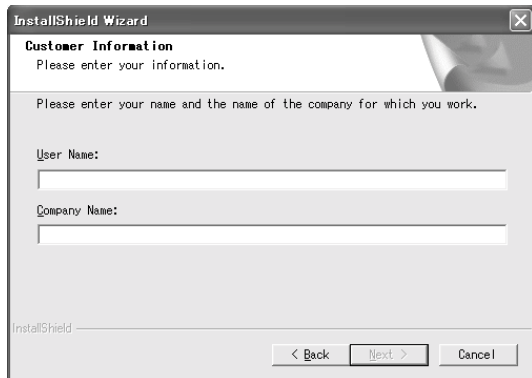 InstallShield Wizard
Customer Information
Please enter your information.
Please enter your name and the name of the company for which you work.
User Name:
Company Name:
InstallShield
< Back Next > Cancel